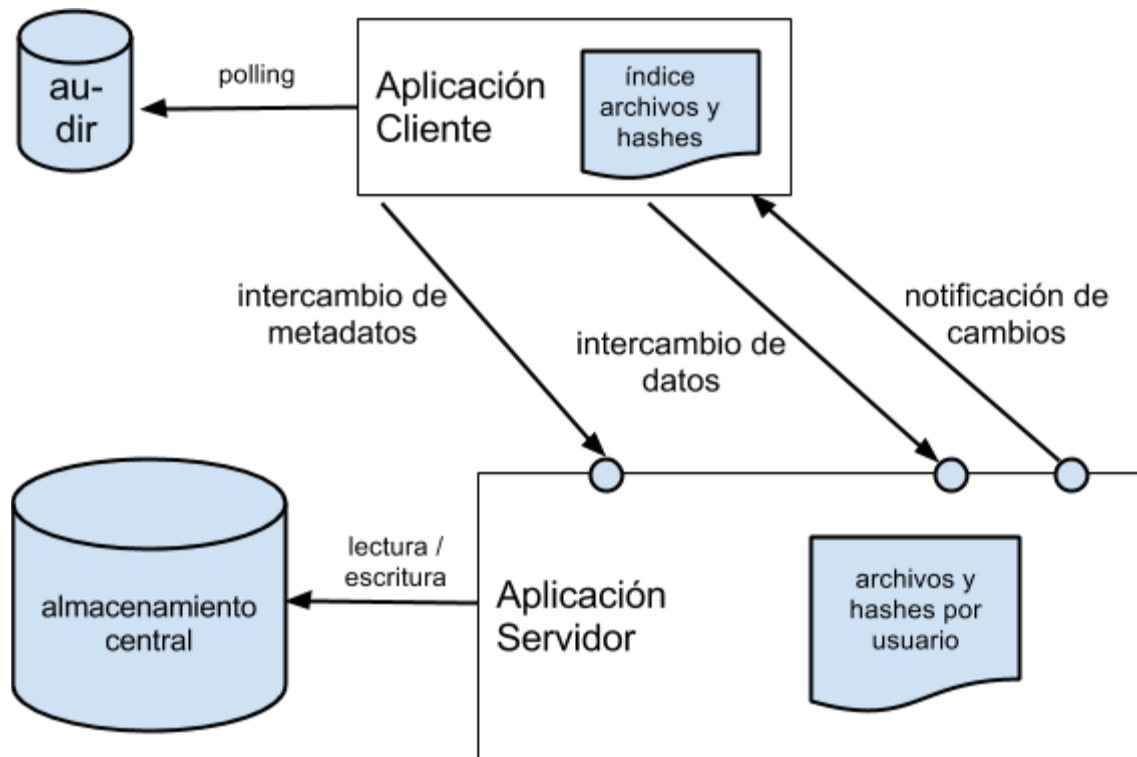 au-
dir
polling
Aplicación
Cliente
índice
archivos y
hashes
intercambio de
metadatos
intercambio de
datos
notificación de
cambios
almacenamiento
central
lectura /
escritura
Aplicación
Servidor
archivos y
hashes por
usuario